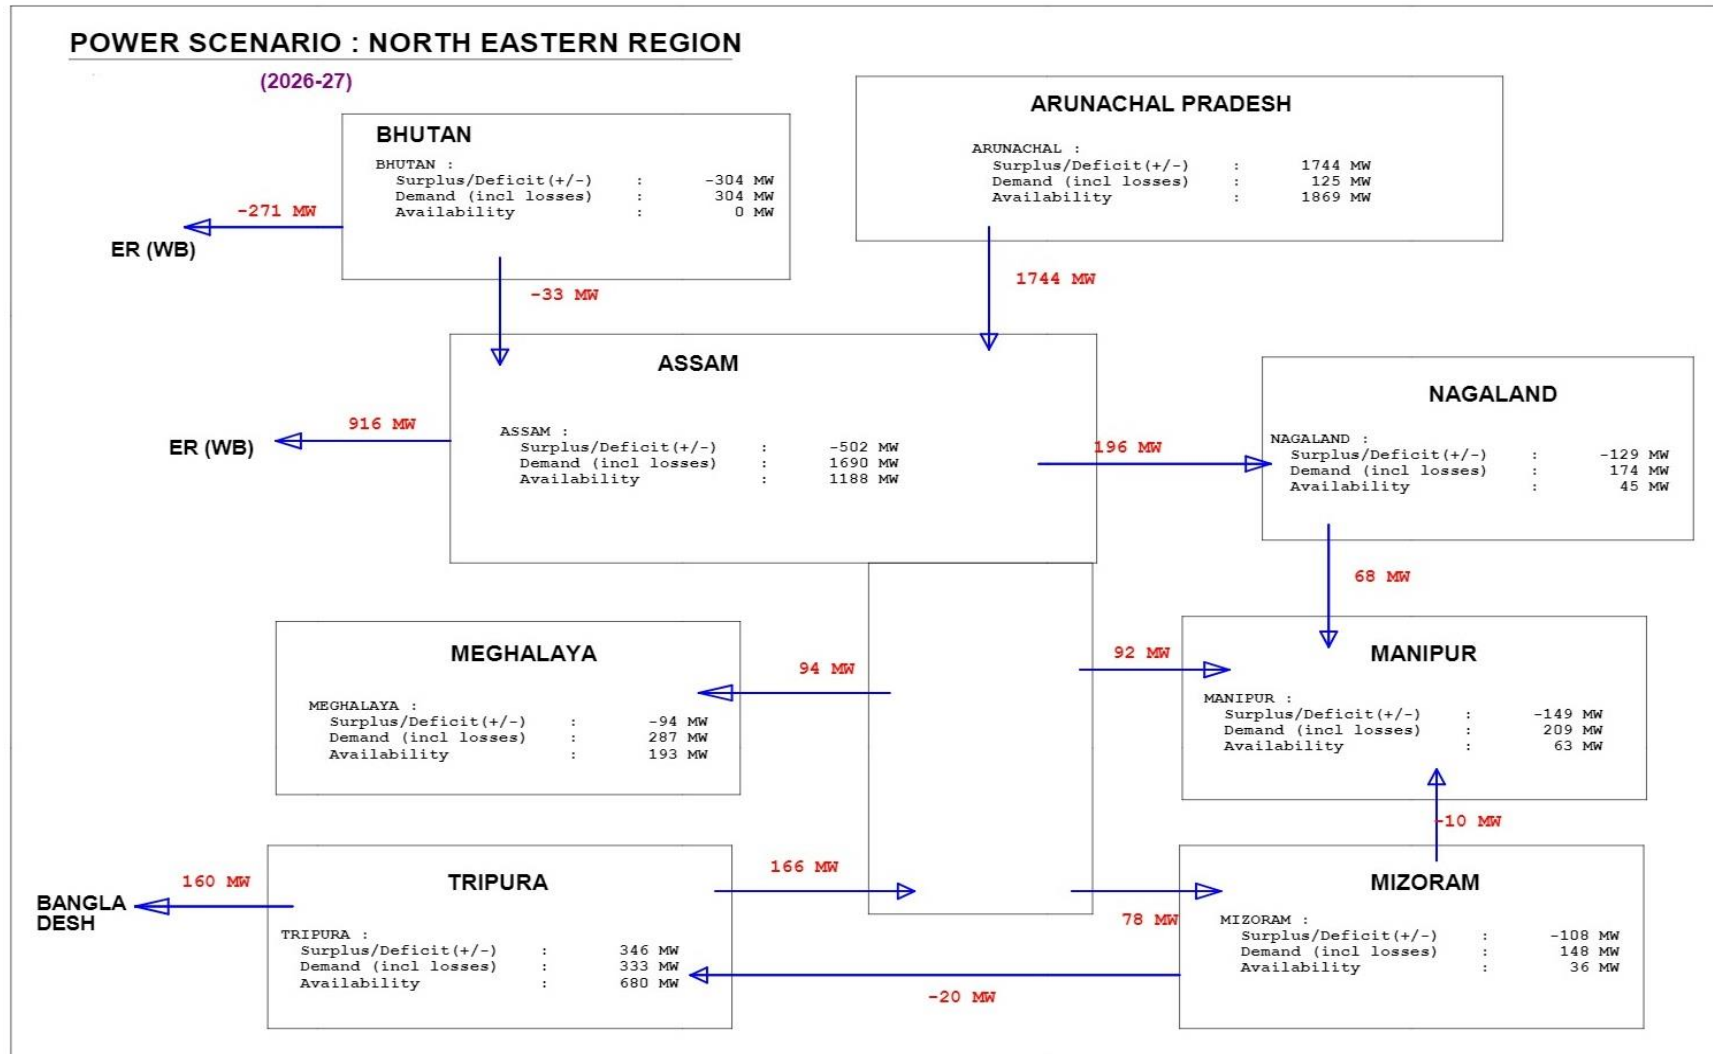 POWER SCENARIO : NORTH EASTERN REGION
(2026-27)
BHUTAN
BHUTAN :
Surplus/Deficit(+/-) : -304 MW
Demand (incl losses) : 304 MW
Availability : 0 MW
-271 MW
ER (WB)
-33 MW
ARUNACHAL PRADESH
ARUNACHAL :
Surplus/Deficit(+/-) : 1744 MW
Demand (incl losses) : 125 MW
Availability : 1869 MW
1744 MW
ASSAM
ASSAM :
Surplus/Deficit(+/-) : -502 MW
Demand (incl losses) : 1690 MW
Availability : 1188 MW
916 MW
ER (WB)
196 MW
NAGALAND
NAGALAND :
Surplus/Deficit(+/-) : -129 MW
Demand (incl losses) : 174 MW
Availability : 45 MW
68 MW
MEGHALAYA
MEGHALAYA :
Surplus/Deficit(+/-) : -94 MW
Demand (incl losses) : 287 MW
Availability : 193 MW
94 MW
92 MW
MANIPUR
MANIPUR :
Surplus/Deficit(+/-) : -149 MW
Demand (incl losses) : 209 MW
Availability : 63 MW
-10 MW
160 MW
BANGLA
DESH
TRIPURA
TRIPURA :
Surplus/Deficit(+/-) : 346 MW
Demand (incl losses) : 333 MW
Availability : 680 MW
166 MW
78 MW
-20 MW
MIZORAM
MIZORAM :
Surplus/Deficit(+/-) : -108 MW
Demand (incl losses) : 148 MW
Availability : 36 MW